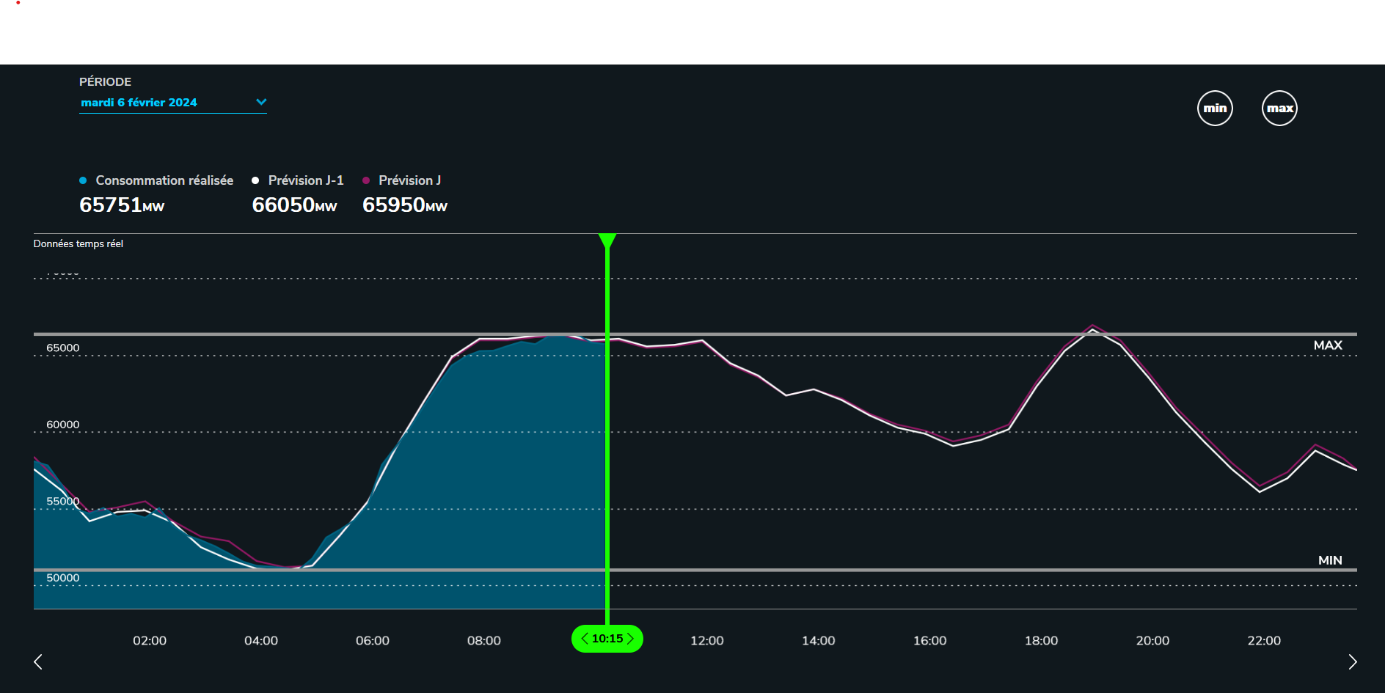 PÉRIODE
mardi 6 février 2024
min
max
Consommation réalisée
Prévision J-1
Prévision J
65751MW
66050MW
65950MW
Données temps réel
65000
MAX
60000
55000
MIN
50000
02:00
04:00
06:00
08:00
10:15
12:00
14:00
16:00
18:00
20:00
22:00